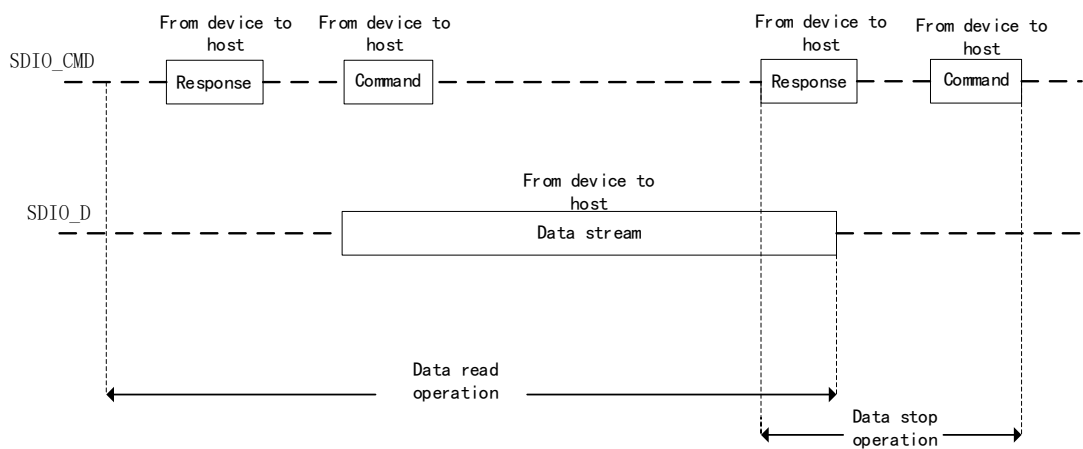 From device to
host
From device to
host
From device to
host
From device to
host
SDIO_CMD
Response
Command
Response
Command
From device to
host
SDIO_D
Data stream
Data read
operation
Data stop
operation